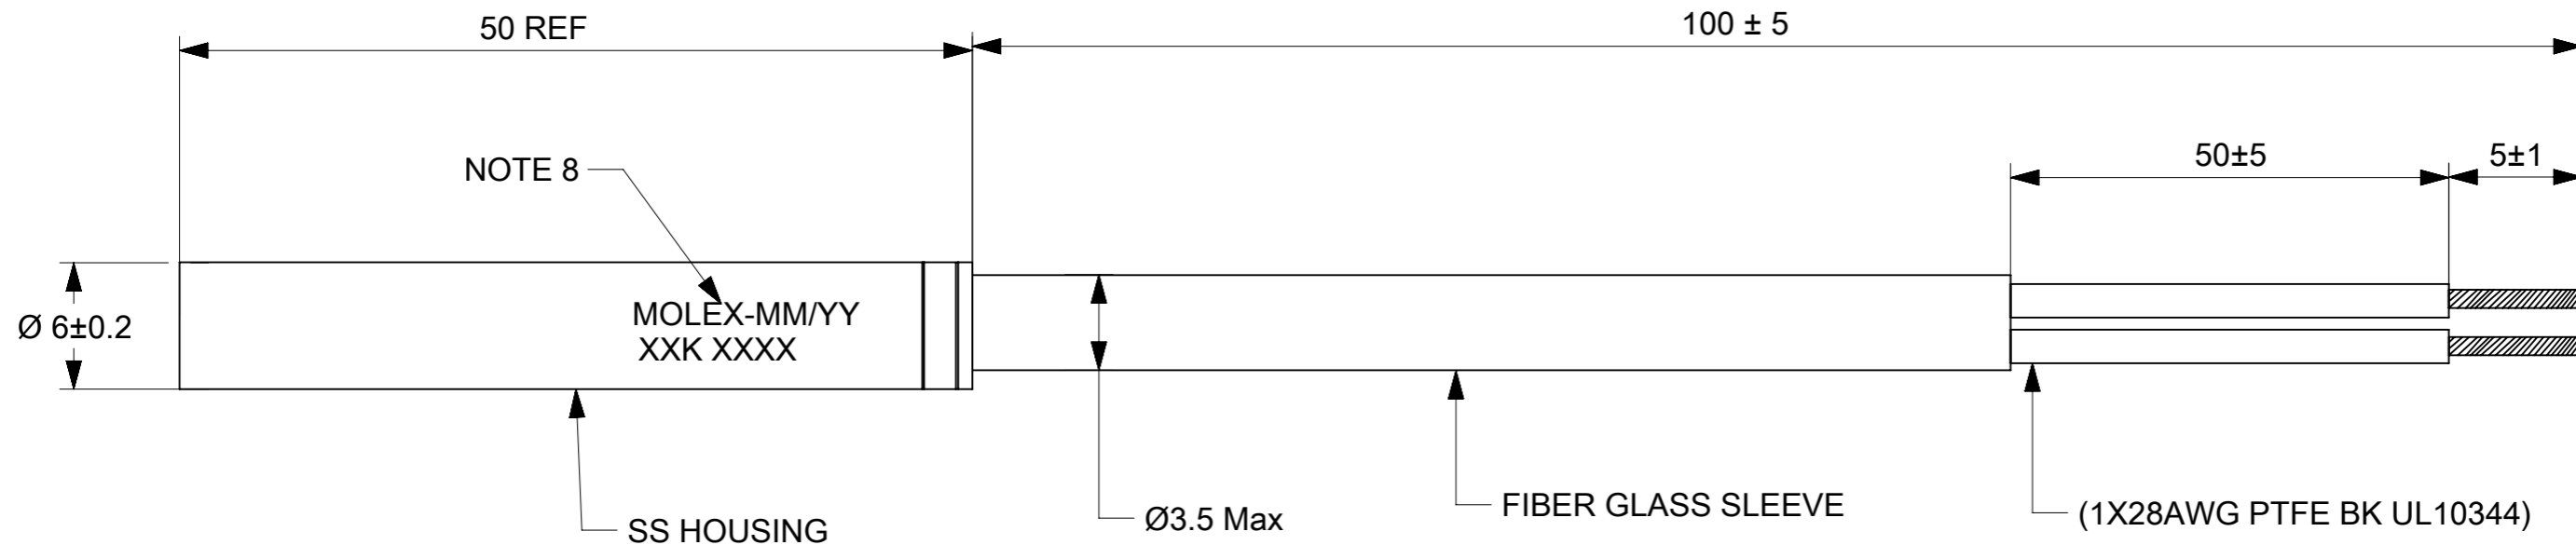 50 REF
100 ± 5
NOTE 8
50±5
5±1
MOLEX-MM/YY
XXK XXXX
Ø 6±0.2
SS HOUSING
Ø3.5 Max
FIBER GLASS SLEEVE
(1X28AWG PTFE BK UL10344)